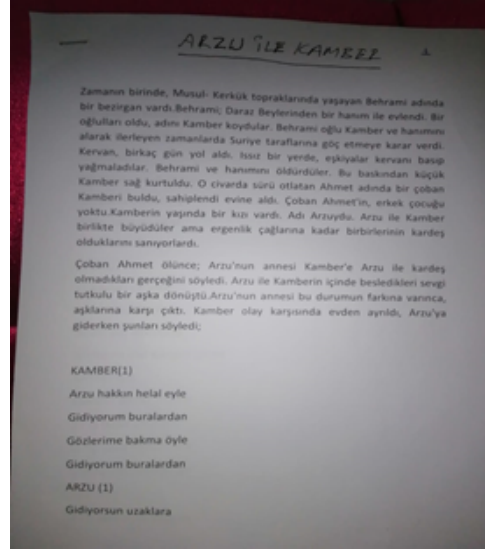 ARZU İLE KAMBER 1
Zamanın birinde, Musul- Kerkük topraklarında yaşayan Behrami adında
bir bezirgan vardı.Behrami; Daraz Beylerinden bir hanım ile evlendi. Bir
oğlulları oldu, adını Kamber koydular. Behrami oğlu Kamber ve hanımını
alarak ilerleyen zamanlarda Suriye taraflarına göç etmeye karar verdi.
Kervan, birkaç gün yol aldı. Issız bir yerde, eşkiyalar kervanı basıp
yağmaladılar. Behrami ve hanımını öldürdüler. Bu baskından küçük
Kamber sağ kurtuldu. O civarda sürü otlatan Ahmet adında bir çoban
Kamberi buldu, sahiplendi evine aldı. Çoban Ahmet'in, erkek çocuğu
yoktu.Kamberin yaşında bir kızı vardı. Adı Arzuydu. Arzu ile Kamber
birlikte büyüdüler ama ergenlik çağlarına kadar birbirlerinin kardeş
olduklarını sanıyorlardı.
Çoban Ahmet ölünce; Arzu'nun annesi Kamber'e Arzu ile kardeş
olmadıkları gerçeğini söyledi. Arzu ile Kamberin içinde besledikleri sevgi
tutkulu bir aşka dönüştü.Arzu'nun annesi bu durumun farkına varınca,
aşklarına karşı çıktı. Kamber olay karşısında evden ayrıldı, Arzu'ya
giderken şunları söyledi;
KAMBER(1)
Arzu hakkın helal eyle
Gidiyorum buralardan
Gözlerime bakma öyle
Gidiyorum buralardan
ARZU (1)
Gidiyorsun uzaklara